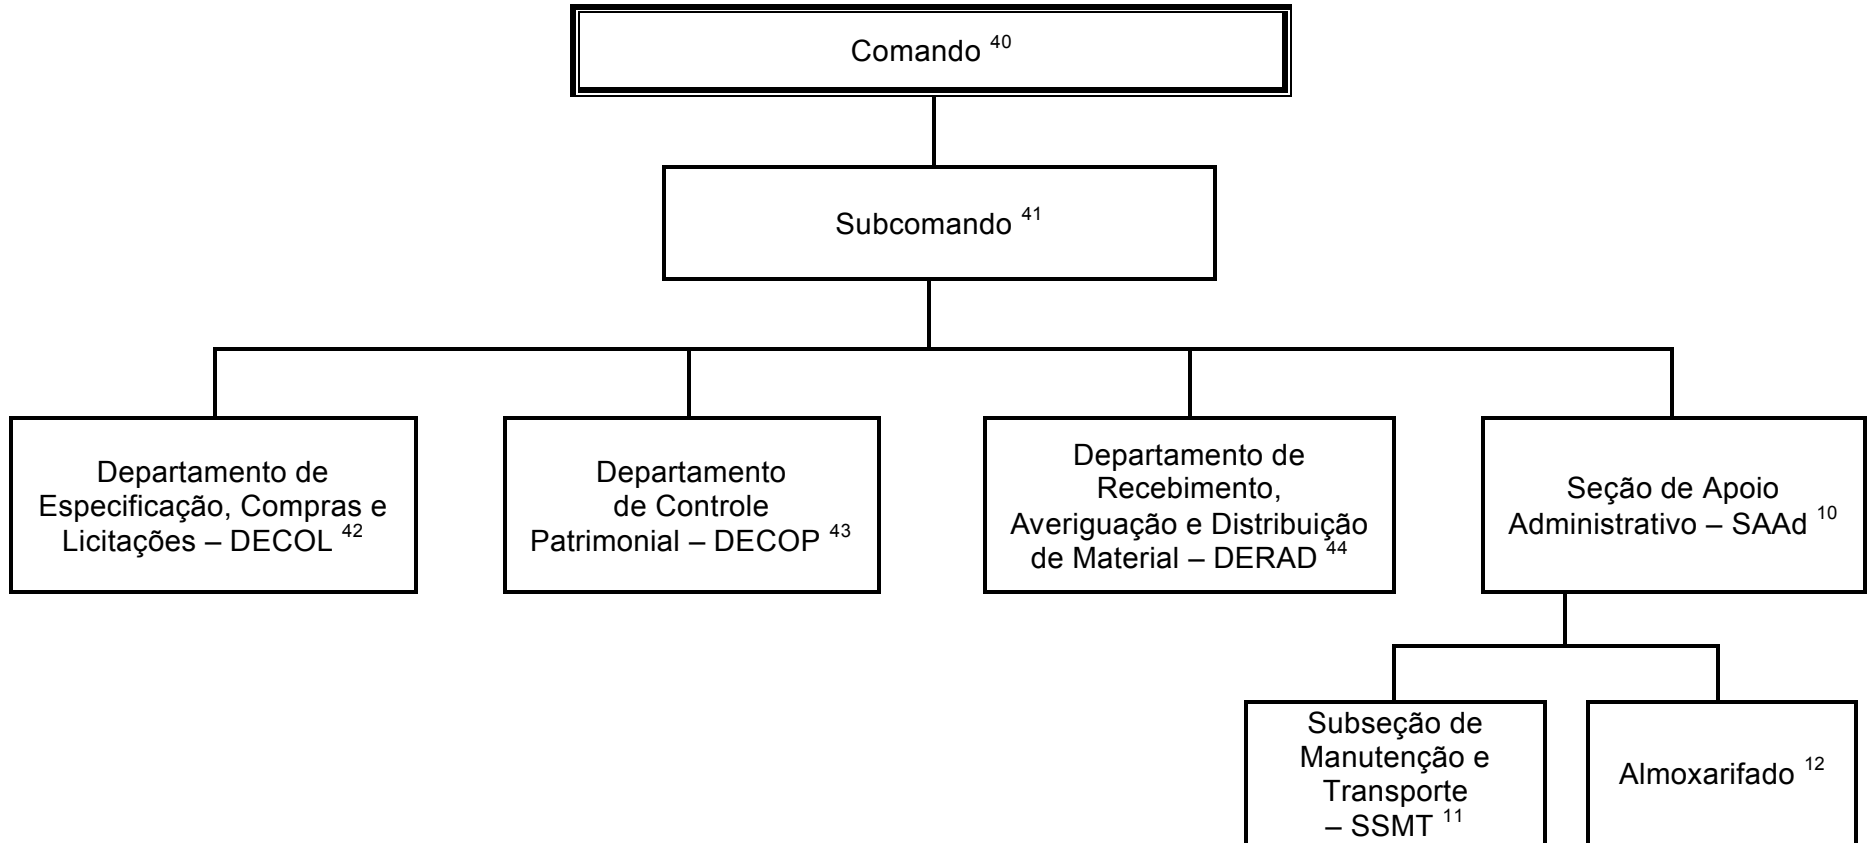 Comando 40
Subcomando 41
Departamento de
Especificação, Compras e
Licitações – DECOL 42
Departamento
de Controle
Patrimonial – DECOP 43
Departamento de
Recebimento,
Averiguação e Distribuição
de Material – DERAD 44
Seção de Apoio
Administrativo – SAAd 10
Subseção de
Manutenção e
Transporte
– SSMT 11
Almoxarifado 12